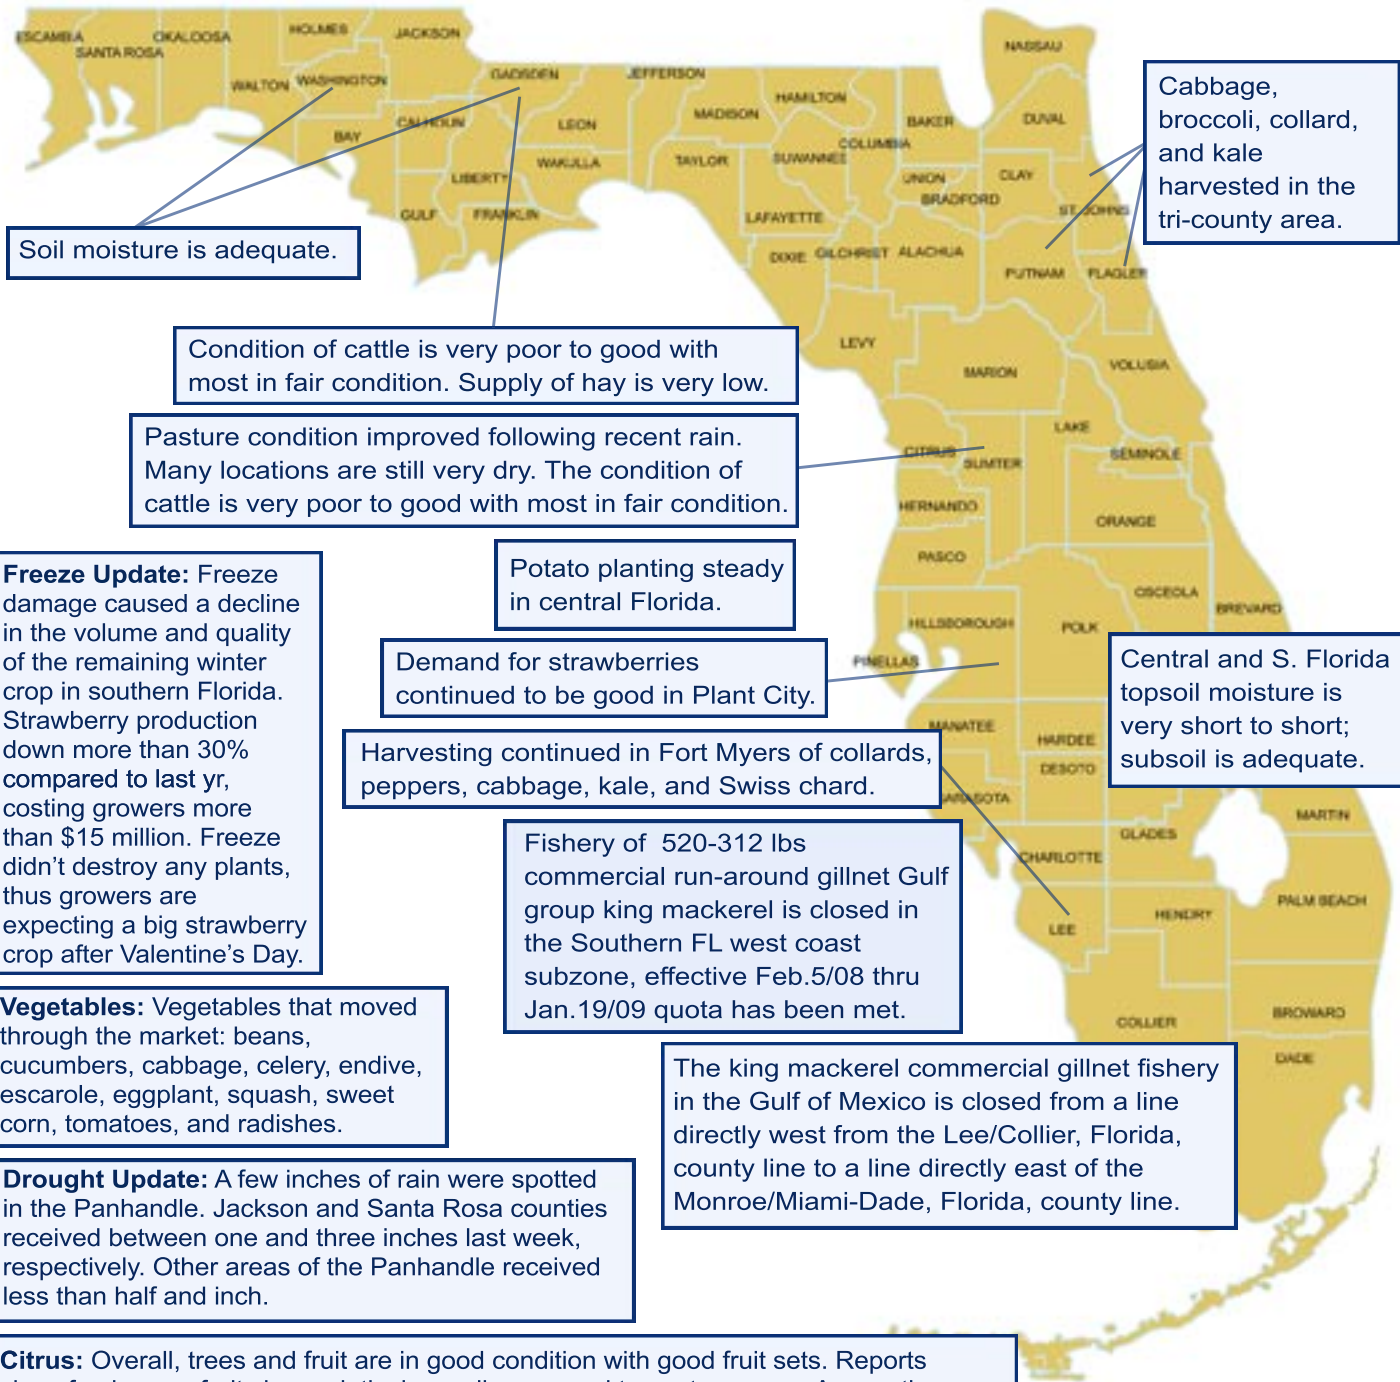 ESCAMBIA
SANTA ROSA
OKALOOSA
HOLMES
WALTON
WASHINGTON
JACKSON
BAY
CALHOUN
GADSDEN
LIBERTY
GULF
FRANKLIN
LEON
WAKULLA
JEFFERSON
MADISON
TAYLOR
HAMILTON
SUWANNEE
COLUMBIA
LAFAYETTE
DIXIE
GILCHRIST
ALACHUA
BAKER
UNION
BRADFORD
NASSAU
DUVAL
CLAY
ST. JOHNS
PUTNAM
FLAGLER
LEVY
MARION
VOLUSIA
CITRUS
SUMTER
LAKE
SEMINOLE
HERNANDO
ORANGE
PASCO
OSCEOLA
BREVARD
HILLSBOROUGH
POLK
PINELLAS
MANATEE
HARDEE
DESOTO
SARASOTA
CHARLOTTE
GLADES
MARTIN
LEE
HENDRY
PALM BEACH
COLLIER
BROWARD
DADE
Cabbage,
broccoli, collard,
and kale
harvested in the
tri-county area.
Soil moisture is adequate.
Condition of cattle is very poor to good with
most in fair condition. Supply of hay is very low.
Pasture condition improved following recent rain.
Many locations are still very dry. The condition of
cattle is very poor to good with most in fair condition.
Potato planting steady
in central Florida.
Demand for strawberries
continued to be good in Plant City.
Central and S. Florida
topsoil moisture is
very short to short;
subsoil is adequate.
Harvesting continued in Fort Myers of collards,
peppers, cabbage, kale, and Swiss chard.
Fishery of 520-312 lbs
commercial run-around gillnet Gulf
group king mackerel is closed in
the Southern FL west coast
subzone, effective Feb.5/08 thru
Jan.19/09 quota has been met.
The king mackerel commercial gillnet fishery
in the Gulf of Mexico is closed from a line
directly west from the Lee/Collier, Florida,
county line to a line directly east of the
Monroe/Miami-Dade, Florida, county line.
Freeze Update: Freeze
damage caused a decline
in the volume and quality
of the remaining winter
crop in southern Florida.
Strawberry production
down more than 30%
compared to last yr,
costing growers more
than $15 million. Freeze
didn't destroy any plants,
thus growers are
expecting a big strawberry
crop after Valentine's Day.
Vegetables: Vegetables that moved
through the market: beans,
cucumbers, cabbage, celery, endive,
escarole, eggplant, squash, sweet
corn, tomatoes, and radishes.
Drought Update: A few inches of rain were spotted
in the Panhandle. Jackson and Santa Rosa counties
received between one and three inches last week,
respectively. Other areas of the Panhandle received
less than half and inch.
Citrus: Overall, trees and fruit are in good condition with good fruit sets. Reports